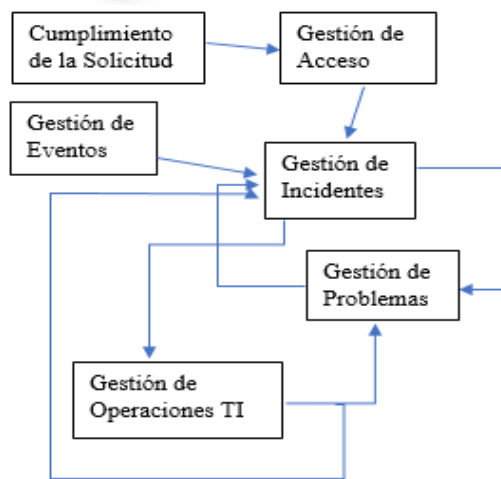 Cumplimiento
de la Solicitud
Gestión de
Acceso
Gestión de
Eventos
Gestión de
Incidentes
Gestión de
Problemas
Gestión de
Operaciones TI